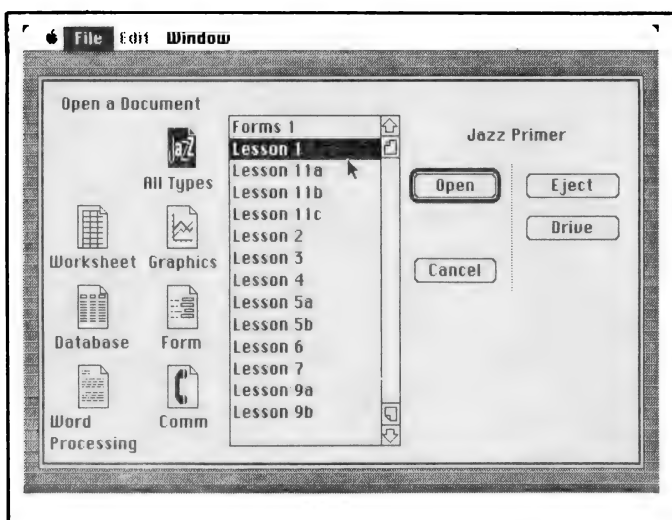 File Edit Window
Open a Document
Jazz
All Types
Worksheet Graphics
Database Form
Word Processing
Comm
Forms 1
Lesson 1
Lesson 11a
Lesson 11b
Lesson 11c
Lesson 2
Lesson 3
Lesson 4
Lesson 5a
Lesson 5b
Lesson 6
Lesson 7
Lesson 9a
Lesson 9b
Jazz Primer
Open
Eject
Drive
Cancel